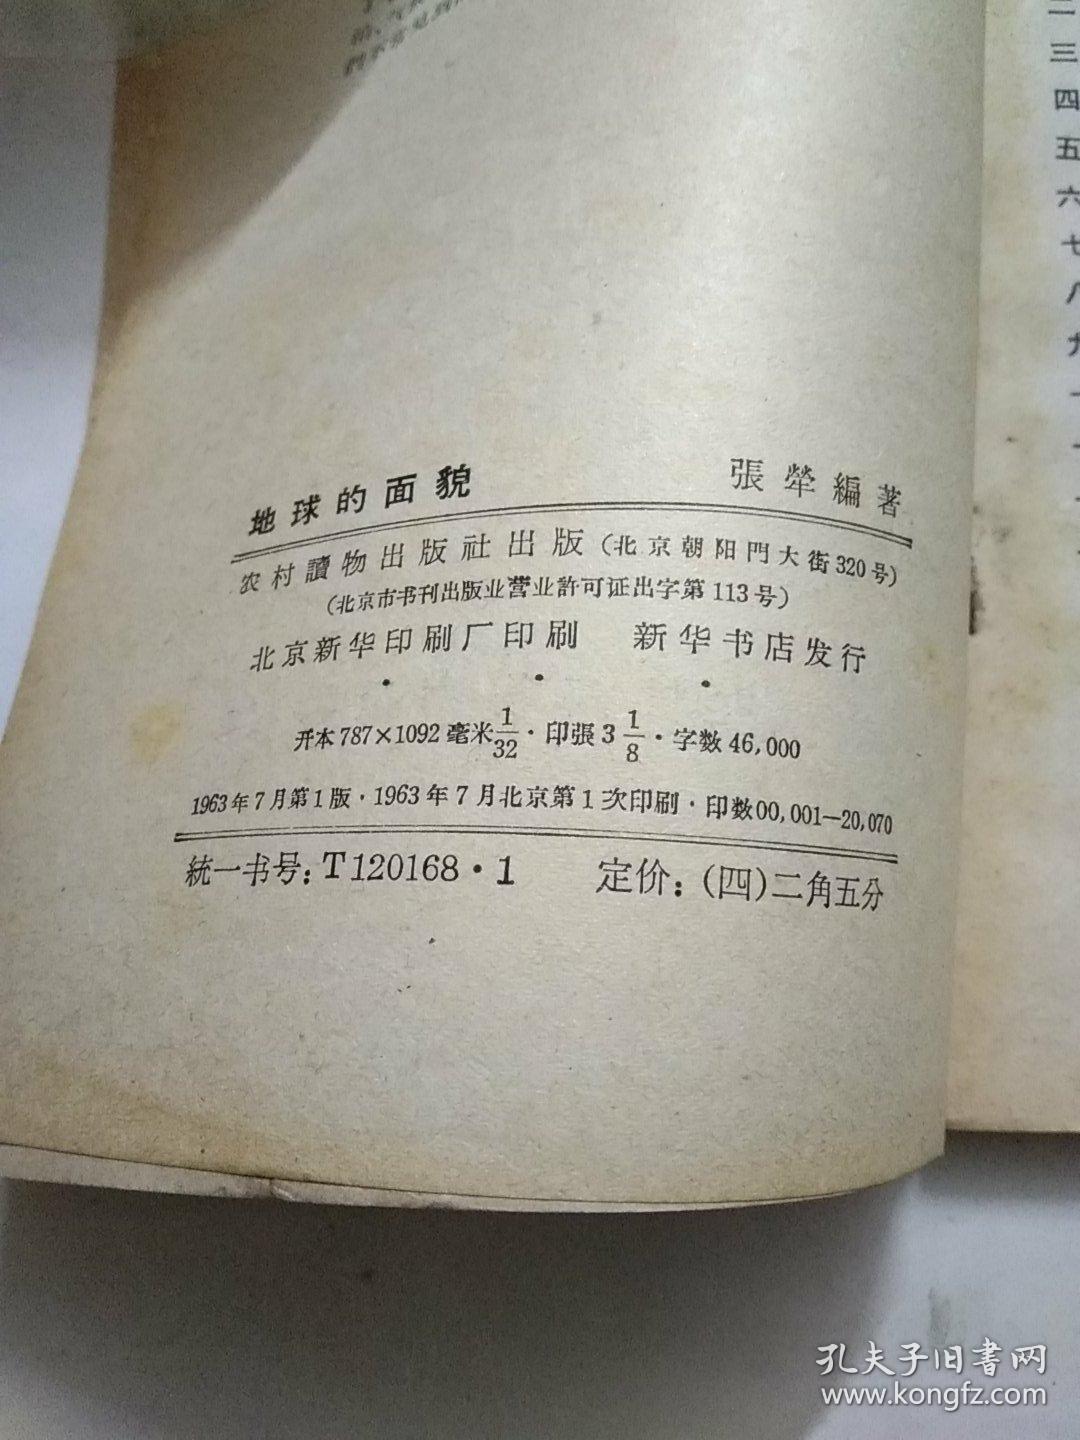 地球的面貌 張犖編著
农村讀物出版社出版(北京朝阳門大街320号)
(北京市书刊出版业营业許可证出字第113号)
北京新华印刷厂印刷 新华书店发行
· · ·
开本787×1092毫米1/32·印張3 1/8·字数46,000
1963年7月第1版·1963年7月北京第1次印刷·印数00,001—20,070
統一书号:T120168·1 定价:(四)二角五分
二
三
四
五
六
七
八
九
孔夫子旧書网
www.kongfz.com